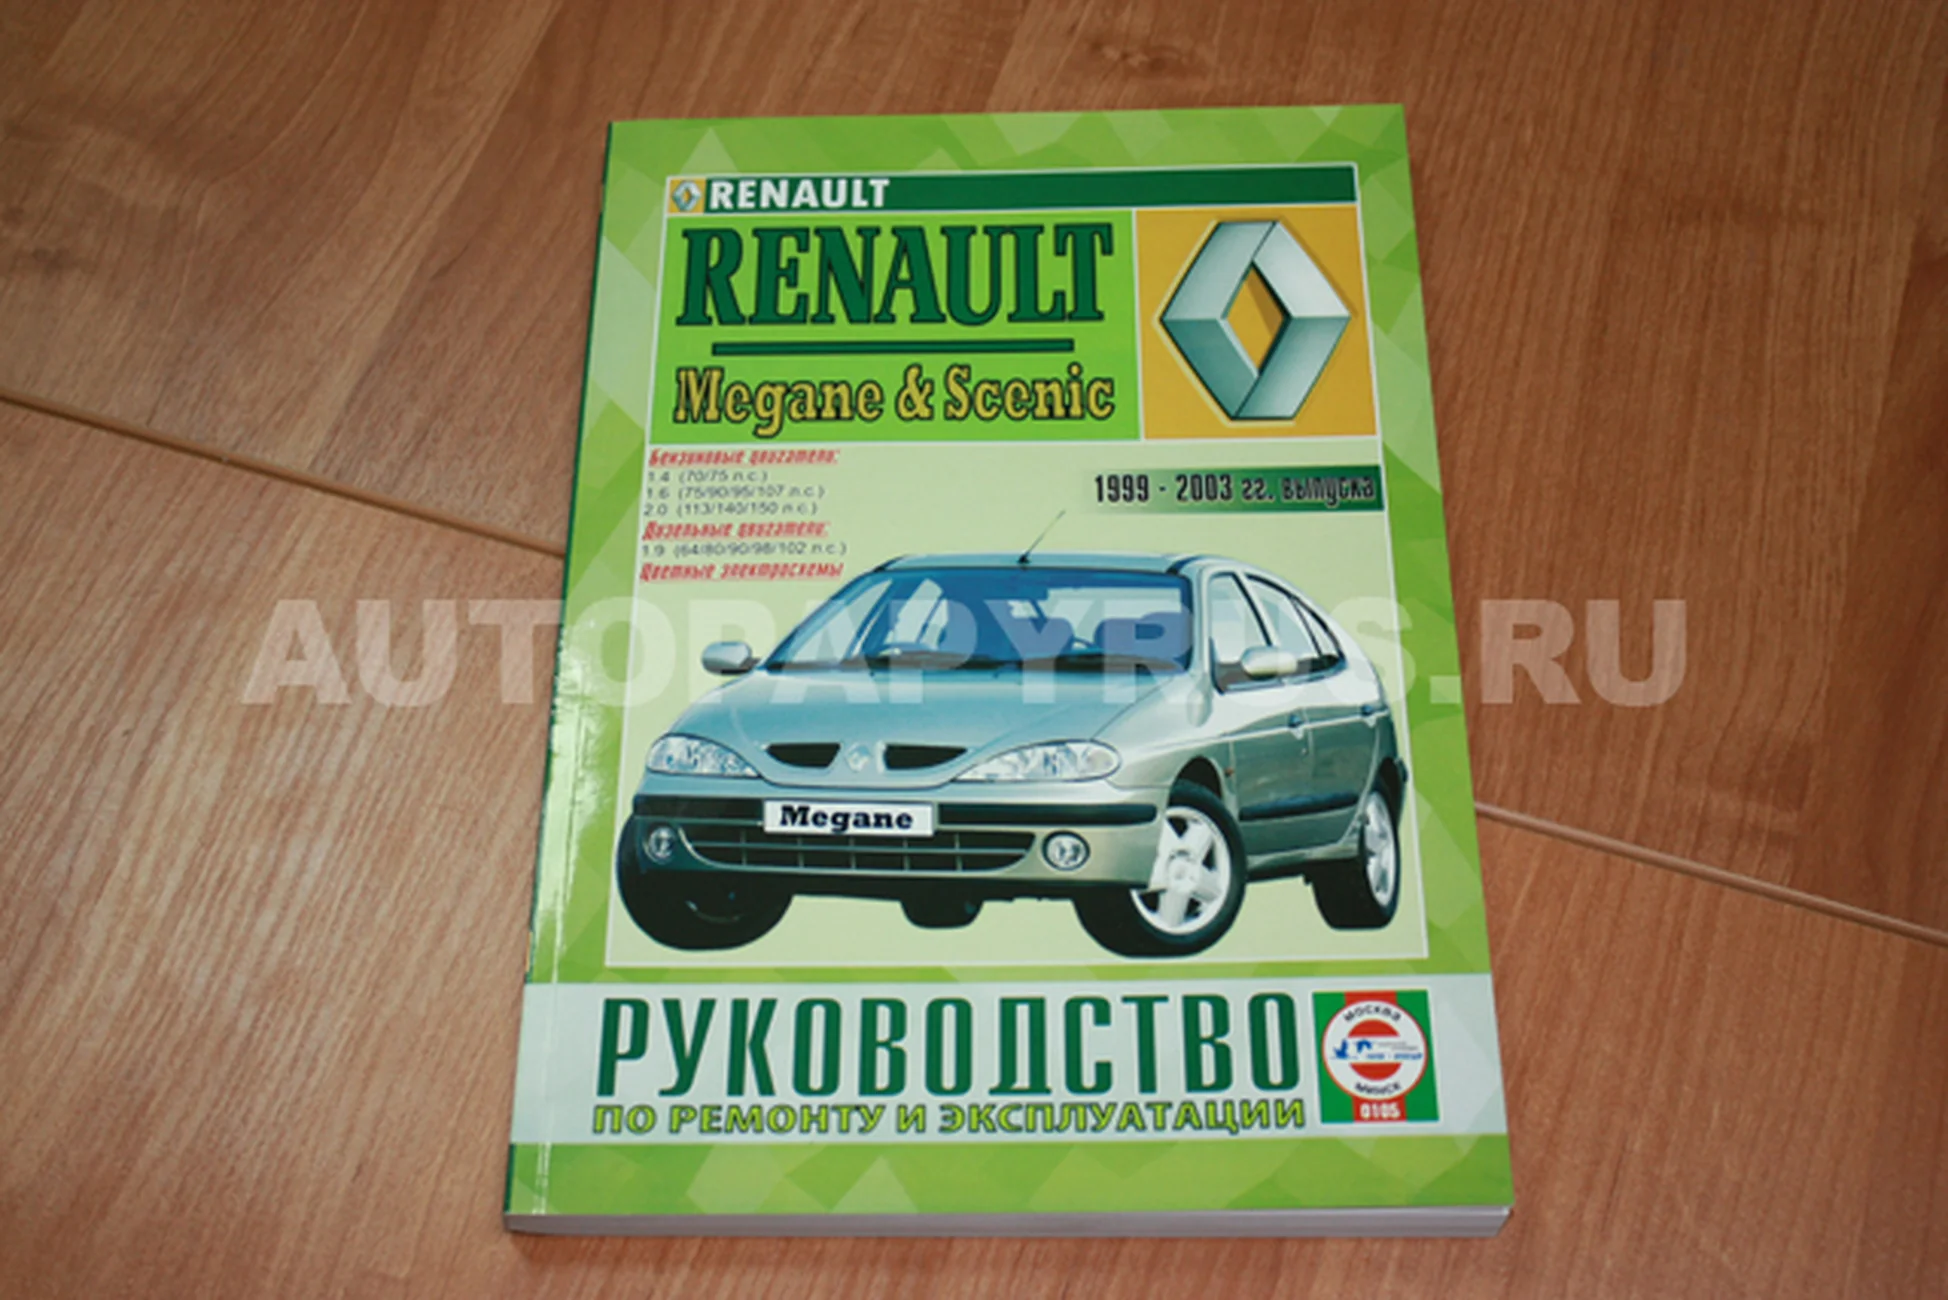 RENAULT
RENAULT
Megane & Scenic
Бензиновые двигатели:
1.4 (70/75 л.с.)
1.6 (75/90/95/107 л.с.)
2.0 (113/140/150 л.с.)
Дизельные двигатели:
1.9 (64/80/90/98/102 л.с.)
Цветные электросхемы
1999 - 2003 гг. выпуска
AUTOPAPYRUS.RU
Megane
РУКОВОДСТВО
ПО РЕМОНТУ И ЭКСПЛУАТАЦИИ
МОСКВА
МИНСК
0105